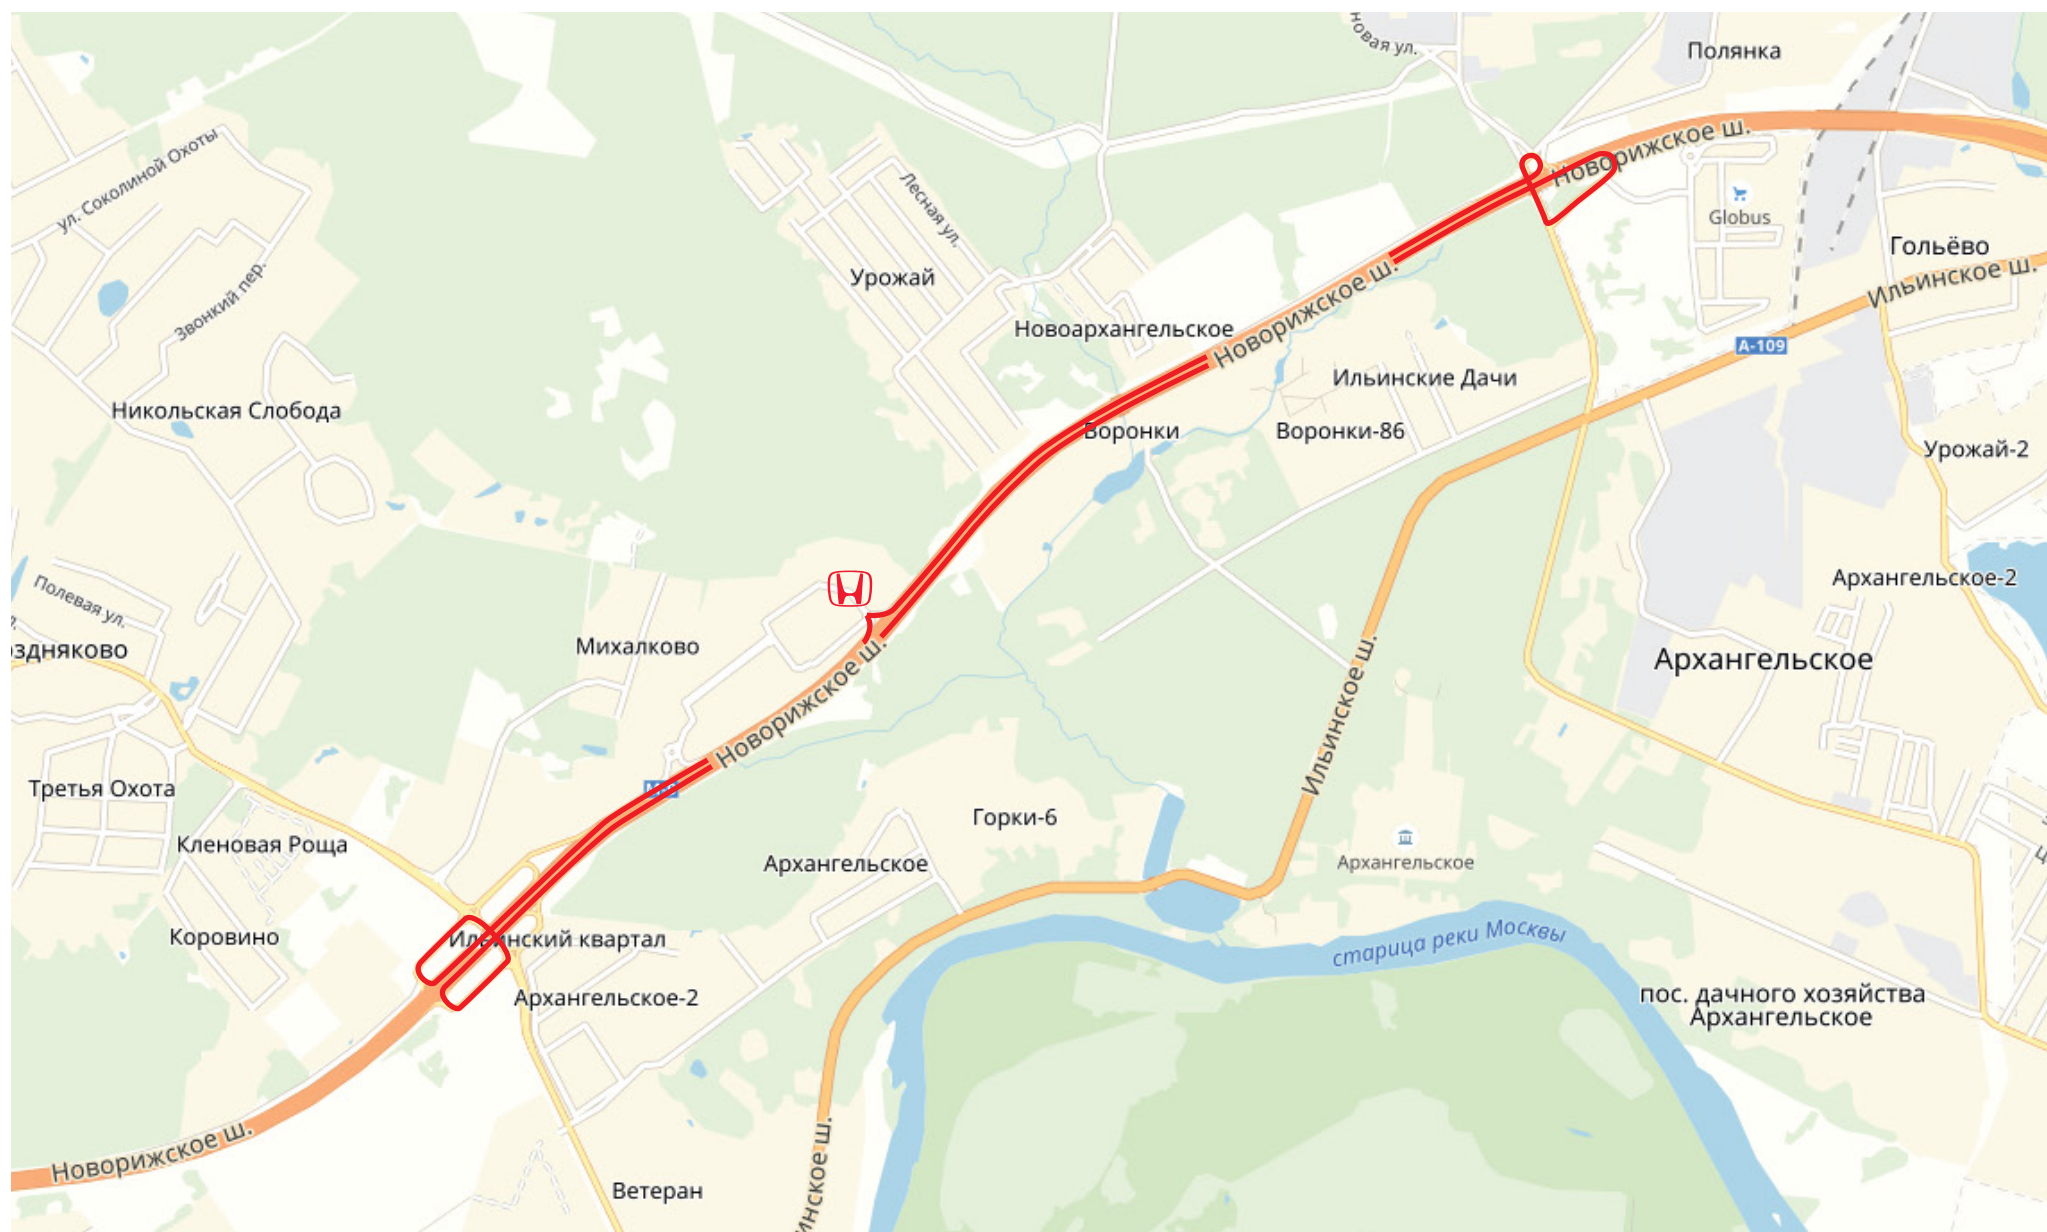 новая ул.
Полянка
Новорижское ш.
ул. Соколиной Охоты
Лесная ул.
Новорижское ш.
Globus
Гольёво
Ильинское ш.
Звонкий пер.
Урожай
Новорижское ш.
Новоархангельское
А-109
Ильинские Дачи
Никольская Слобода
Воронки
Воронки-86
Урожай-2
Полевая ул.
Архангельское-2
Михалково
Новорижское ш.
Ильинское ш.
Архангельское
Третья Охота
Горки-6
Кленовая Роща
Архангельское
Архангельское
Коровино
Ильинский квартал
старица реки Москвы
Архангельское-2
пос. дачного хозяйства
Архангельское
Новорижское ш.
Ветеран
инское ш.